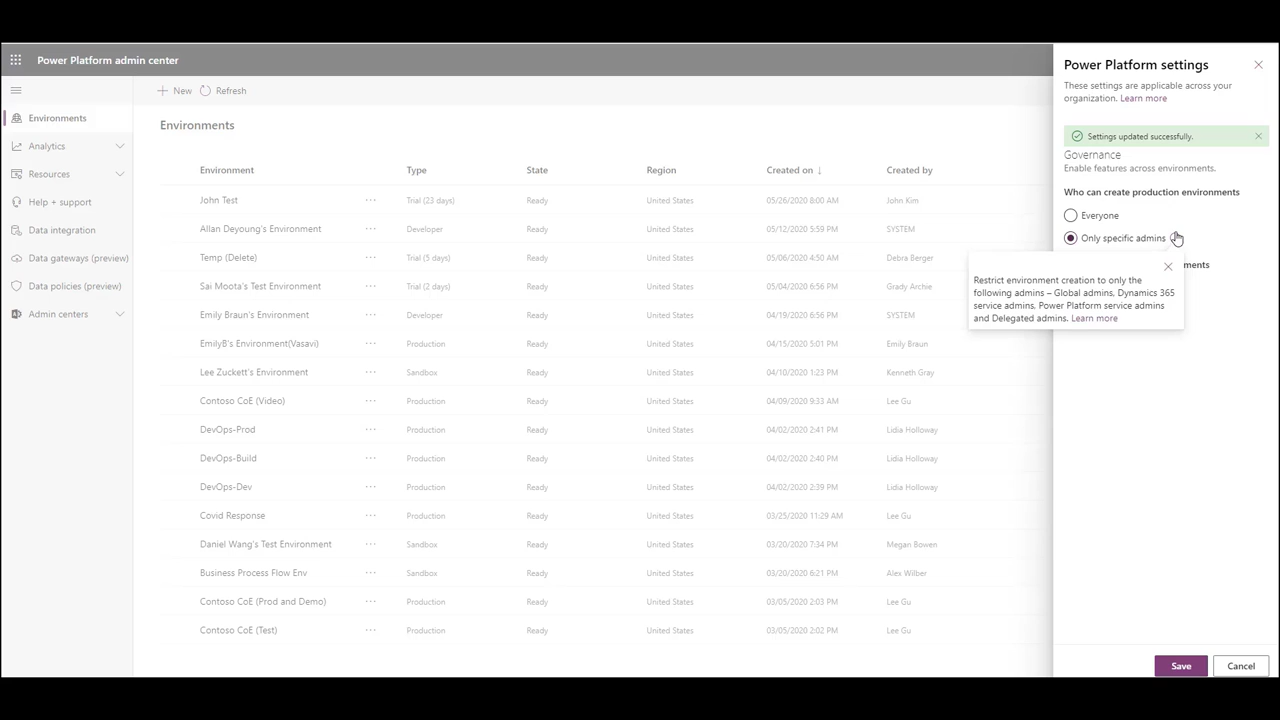 Power Platform admin center
Environments
Analytics
Resources
Help + support
Data integration
Data gateways (preview)
Data policies (preview)
Admin centers
New Refresh
Environments
Environment Type State Region Created on ↓ Created by
John Test ··· Trial (23 days) Ready United States 05/26/2020 8:00 AM John Kim
Allan Deyoung's Environment ··· Developer Ready United States 05/12/2020 5:59 PM SYSTEM
Temp (Delete) ··· Trial (5 days) Ready United States 05/06/2020 4:50 AM Debra Berger
Sai Moota's Test Environment ··· Trial (2 days) Ready United States 05/04/2020 6:56 PM Grady Archie
Emily Braun's Environment ··· Developer Ready United States 04/19/2020 6:56 PM SYSTEM
EmilyB's Environment(Vasavi) ··· Production Ready United States 04/15/2020 5:01 PM Emily Braun
Lee Zuckett's Environment ··· Sandbox Ready United States 04/10/2020 1:23 PM Kenneth Gray
Contoso CoE (Video) ··· Production Ready United States 04/09/2020 9:33 AM Lee Gu
DevOps-Prod ··· Production Ready United States 04/02/2020 2:41 PM Lidia Holloway
DevOps-Build ··· Production Ready United States 04/02/2020 2:40 PM Lidia Holloway
DevOps-Dev ··· Production Ready United States 04/02/2020 2:39 PM Lidia Holloway
Covid Response ··· Production Ready United States 03/25/2020 11:29 AM Lee Gu
Daniel Wang's Test Environment ··· Sandbox Ready United States 03/20/2020 7:34 PM Megan Bowen
Business Process Flow Env ··· Sandbox Ready United States 03/20/2020 6:21 PM Alex Wilber
Contoso CoE (Prod and Demo) ··· Production Ready United States 03/05/2020 2:03 PM Lee Gu
Contoso CoE (Test) ··· Production Ready United States 03/05/2020 2:02 PM Lee Gu
Power Platform settings
These settings are applicable across your
organization. Learn more
Settings updated successfully.
Governance
Enable features across environments.
Who can create production environments
Everyone
Only specific admins
ments
Restrict environment creation to only the
following admins – Global admins, Dynamics 365
service admins, Power Platform service admins
and Delegated admins. Learn more
Save Cancel